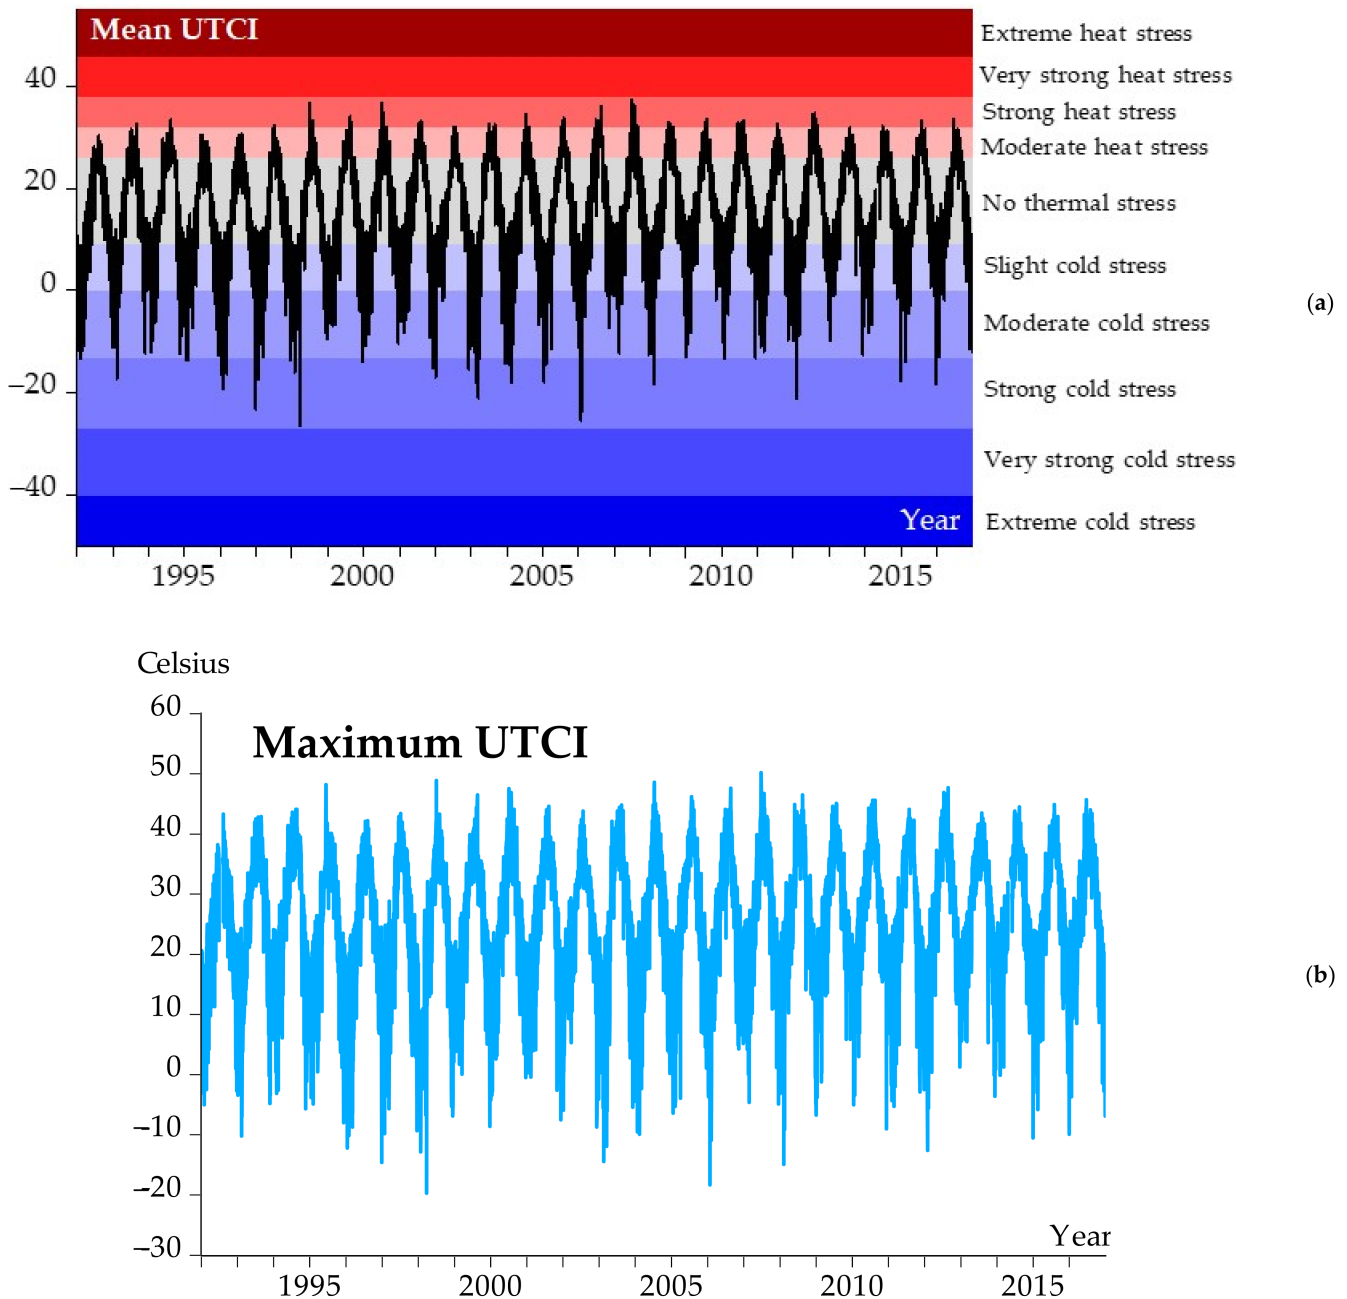 Mean UTCI
Extreme heat stress
Very strong heat stress
40
Strong heat stress
Moderate heat stress
20
No thermal stress
Slight cold stress
0
(a)
Moderate cold stress
−20
Strong cold stress
Very strong cold stress
−40
Year
Extreme cold stress
1995 2000 2005 2010 2015
Celsius
60
Maximum UTCI
50
40
30
20
(b)
10
0
−10
−20
Year
−30
1995 2000 2005 2010 2015